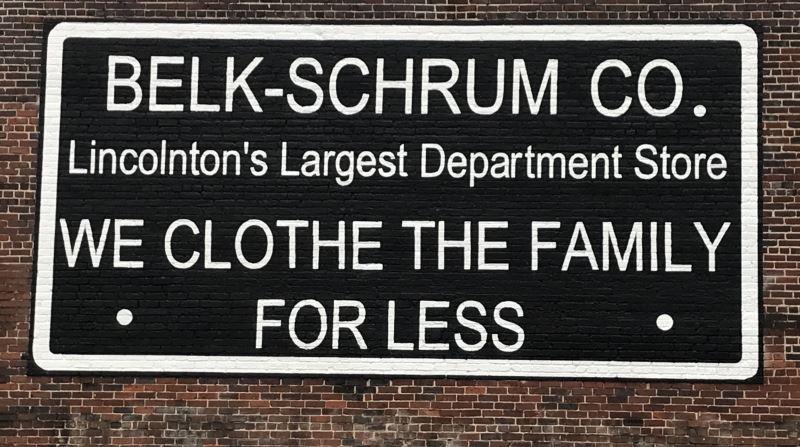 BELK-SCHRUM CO.
Lincolnton's Largest Department Store
WE CLOTHE THE FAMILY
• FOR LESS •